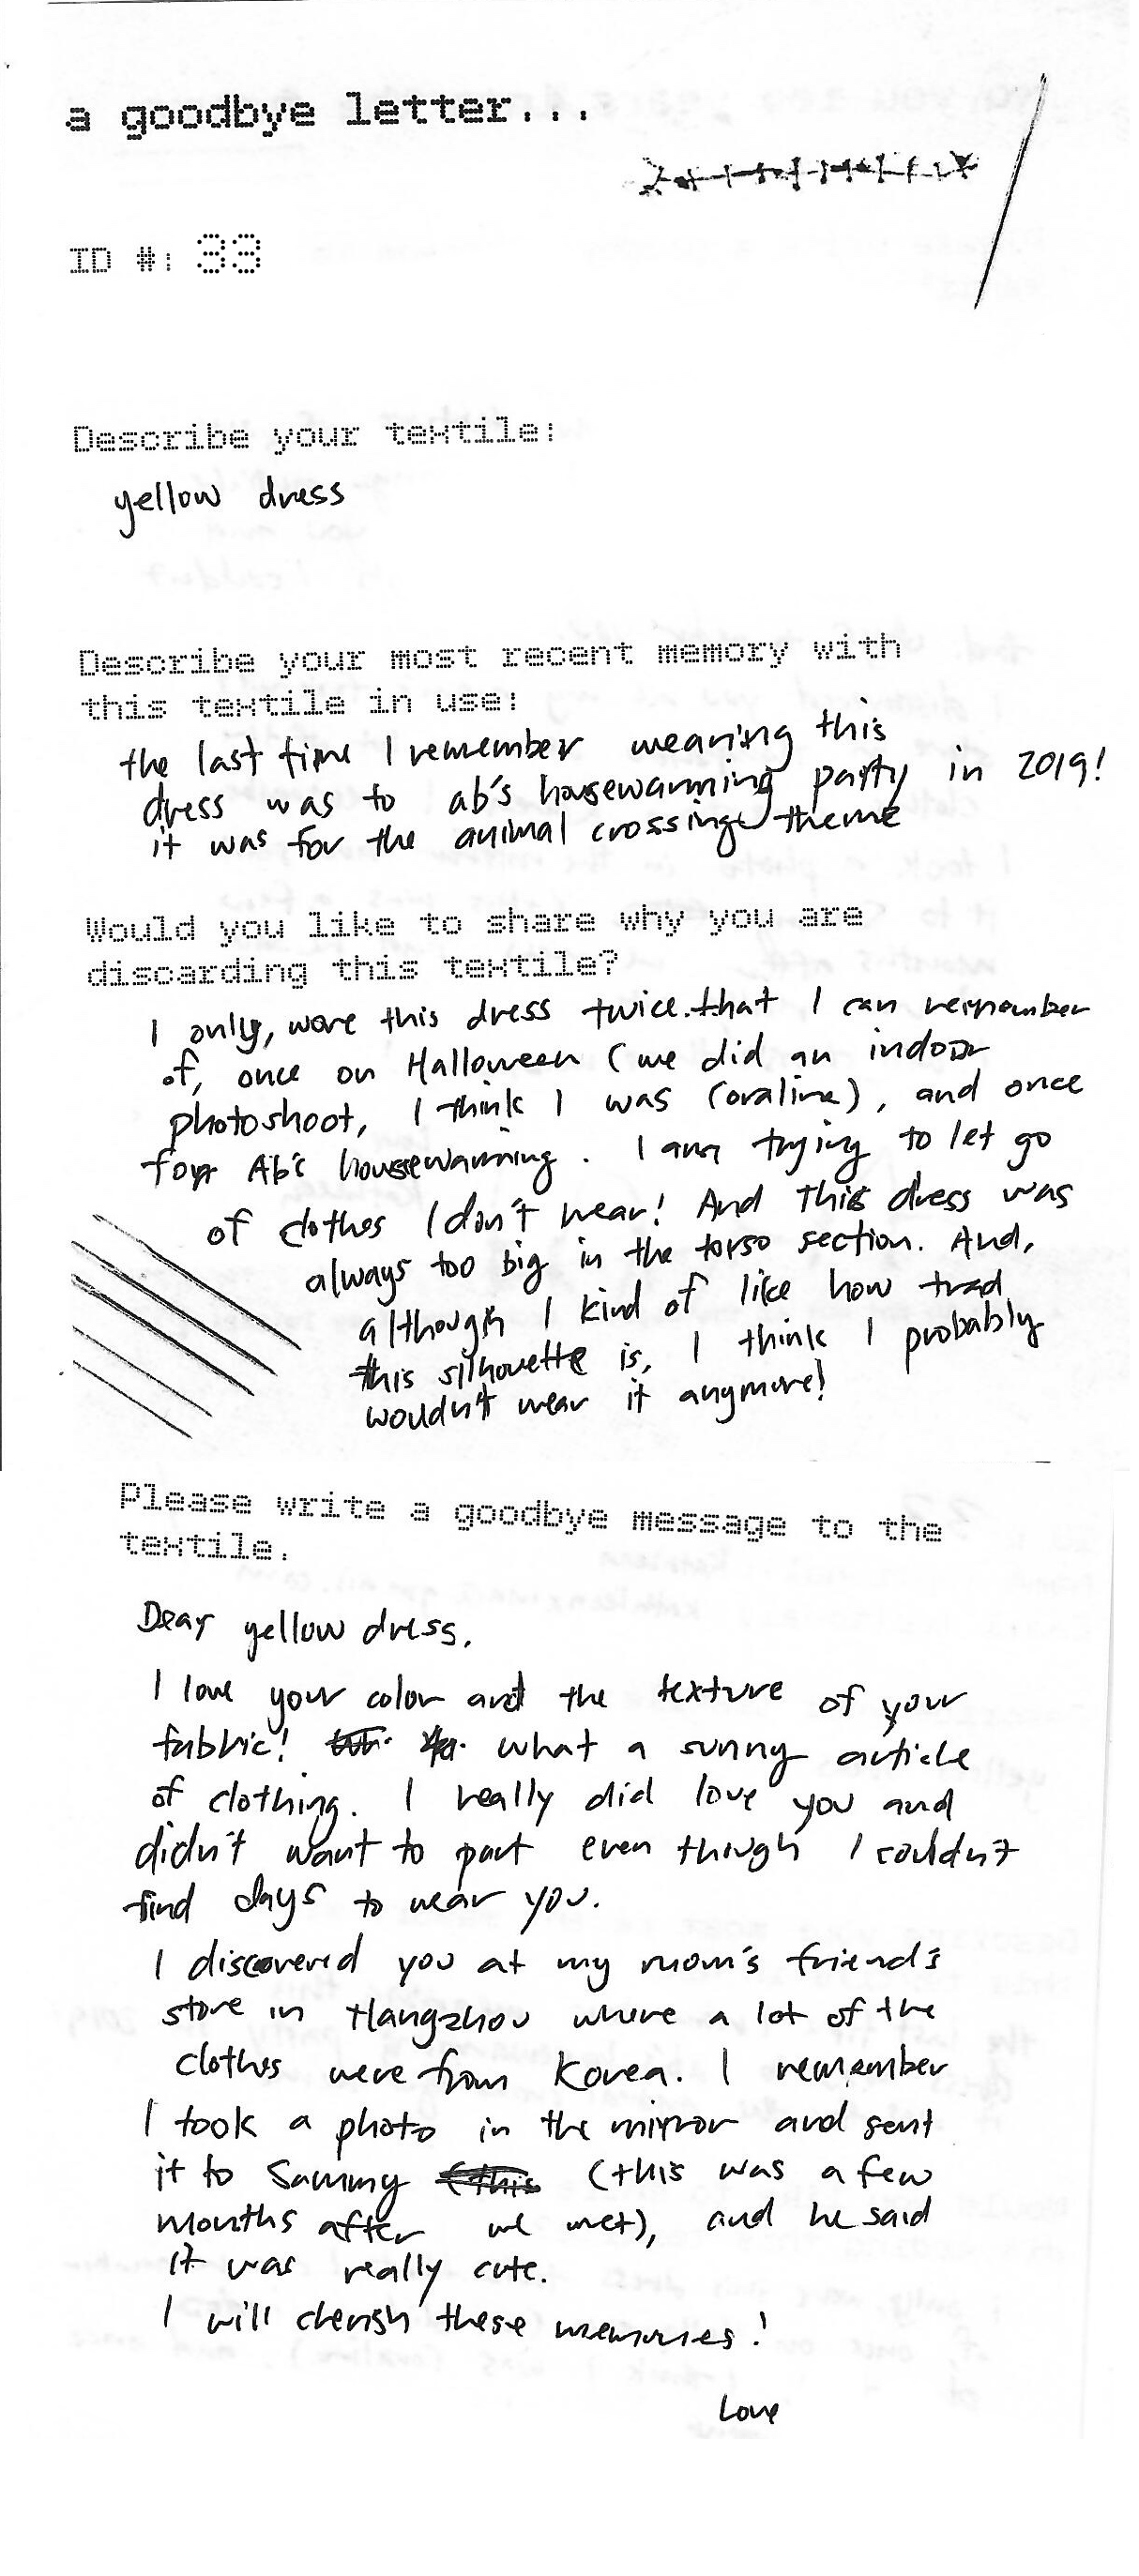 a goodbye letter...
ID #: 33
Describe your textile:
yellow dress
Describe your most recent memory with
this textile in use:
the last time I remember wearing this
dress was to ab's housewarming party in 2019!
it was for the animal crossing theme
Would you like to share why you are
discarding this textile?
I only, wore this dress twice that I can remember
of, once on Halloween (we did an indoor
photoshoot, I think I was Coraline), and once
for Ab's housewarming. I am trying to let go
of clothes I don't wear! And this dress was
always too big in the torso section. And,
although I kind of like how trad
this silhouette is, I think I probably
wouldn't wear it anymore!
Please write a goodbye message to the
textile.
Dear yellow dress,
I love your color and the texture of your
fabric! what a sunny article
of clothing. I really did love you and
didn't want to part even though I couldn't
find days to wear you.
I discovered you at my mom's friend's
store in Hangzhou where a lot of the
clothes were from Korea. I remember
I took a photo in the mirror and sent
it to Sammy (this (this was a few
months after we met), and he said
it was really cute.
I will cherish these memories!
Love